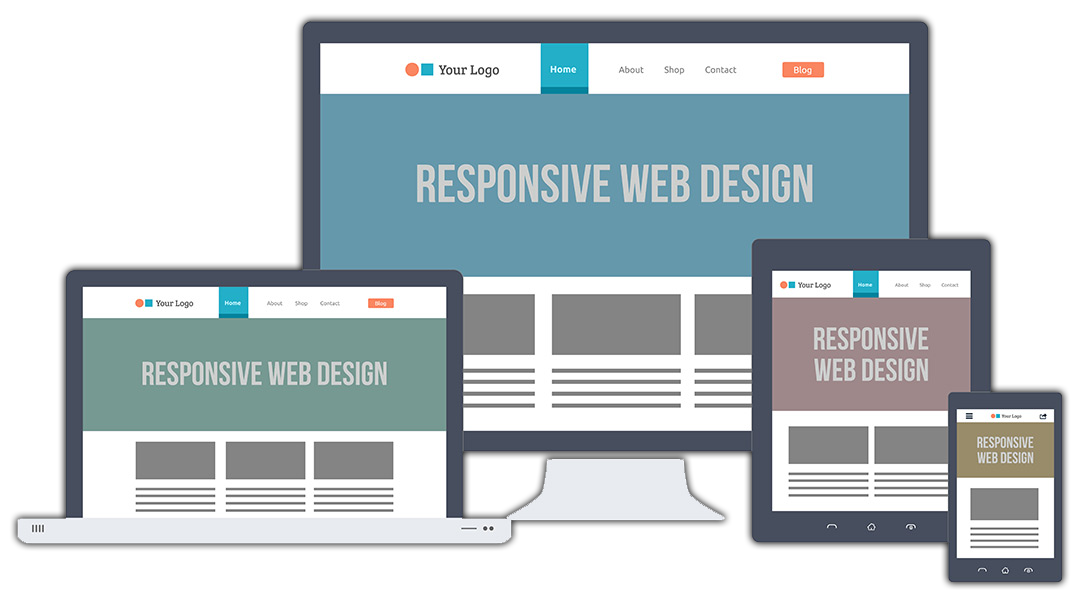 Your Logo Home About Shop Contact Blog
RESPONSIVE WEB DESIGN
Your Logo Home About Shop Contact Blog
RESPONSIVE WEB DESIGN
Your Logo Home About Shop Contact
RESPONSIVE
WEB DESIGN
Your Logo
RESPONSIVE
WEB DESIGN